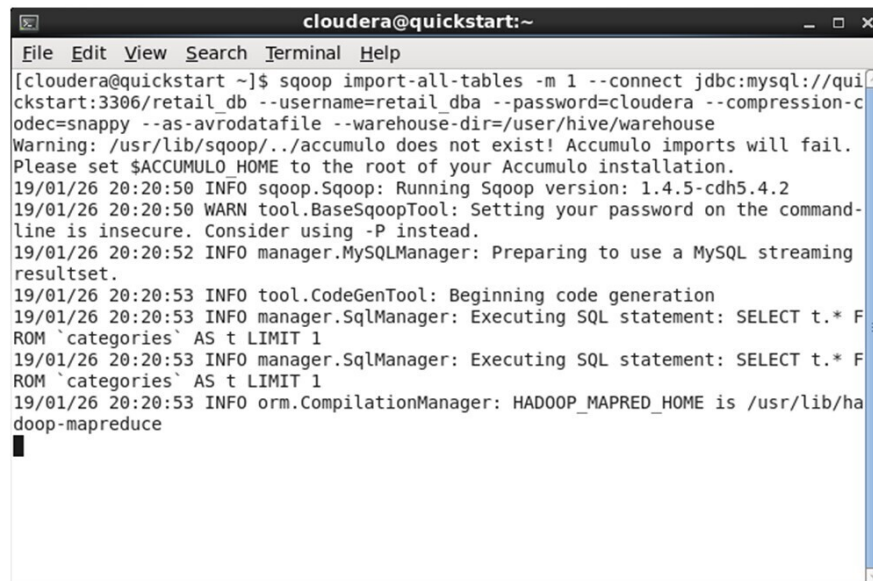 cloudera@quickstart:~
File Edit View Search Terminal Help
[cloudera@quickstart ~]$ sqoop import-all-tables -m 1 --connect jdbc:mysql://qui
ckstart:3306/retail_db --username=retail_dba --password=cloudera --compression-c
odec=snappy --as-avrodatafile --warehouse-dir=/user/hive/warehouse
Warning: /usr/lib/sqoop/../accumulo does not exist! Accumulo imports will fail.
Please set $ACCUMULO_HOME to the root of your Accumulo installation.
19/01/26 20:20:50 INFO sqoop.Sqoop: Running Sqoop version: 1.4.5-cdh5.4.2
19/01/26 20:20:50 WARN tool.BaseSqoopTool: Setting your password on the command-
line is insecure. Consider using -P instead.
19/01/26 20:20:52 INFO manager.MySQLManager: Preparing to use a MySQL streaming
resultset.
19/01/26 20:20:53 INFO tool.CodeGenTool: Beginning code generation
19/01/26 20:20:53 INFO manager.SqlManager: Executing SQL statement: SELECT t.* F
ROM `categories` AS t LIMIT 1
19/01/26 20:20:53 INFO manager.SqlManager: Executing SQL statement: SELECT t.* F
ROM `categories` AS t LIMIT 1
19/01/26 20:20:53 INFO orm.CompilationManager: HADOOP_MAPRED_HOME is /usr/lib/ha
doop-mapreduce